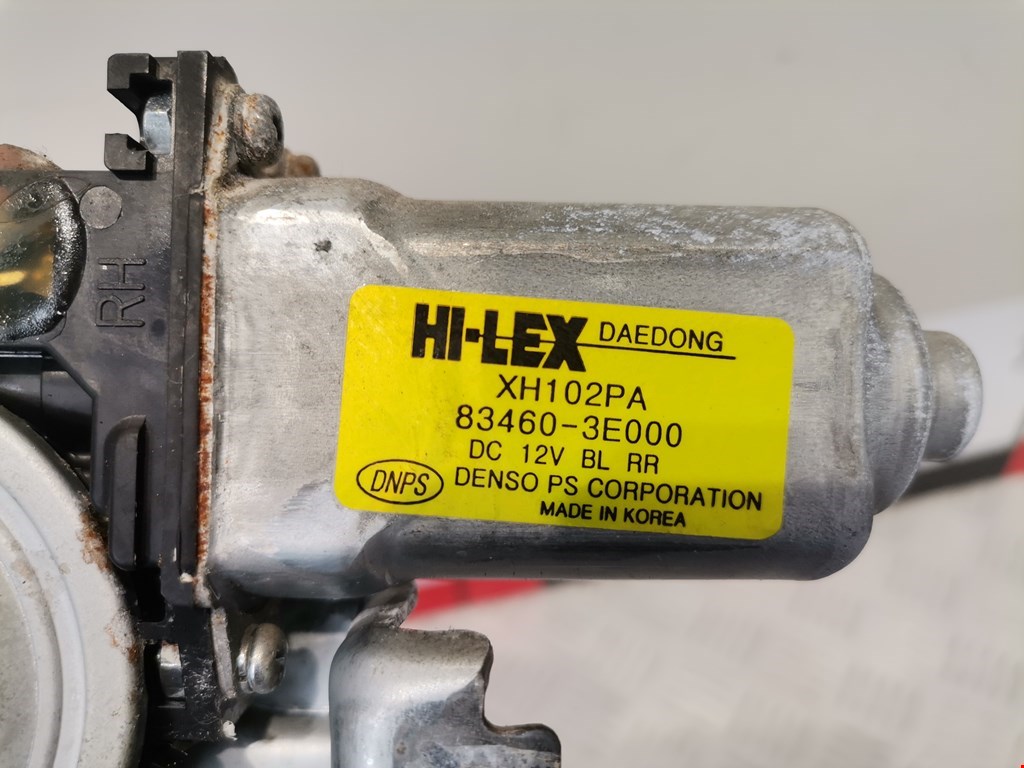 RH
HI-LEX DAEDONG
XH102PA
83460-3E000
DC 12V BL RR
DNPS DENSO PS CORPORATION
MADE IN KOREA